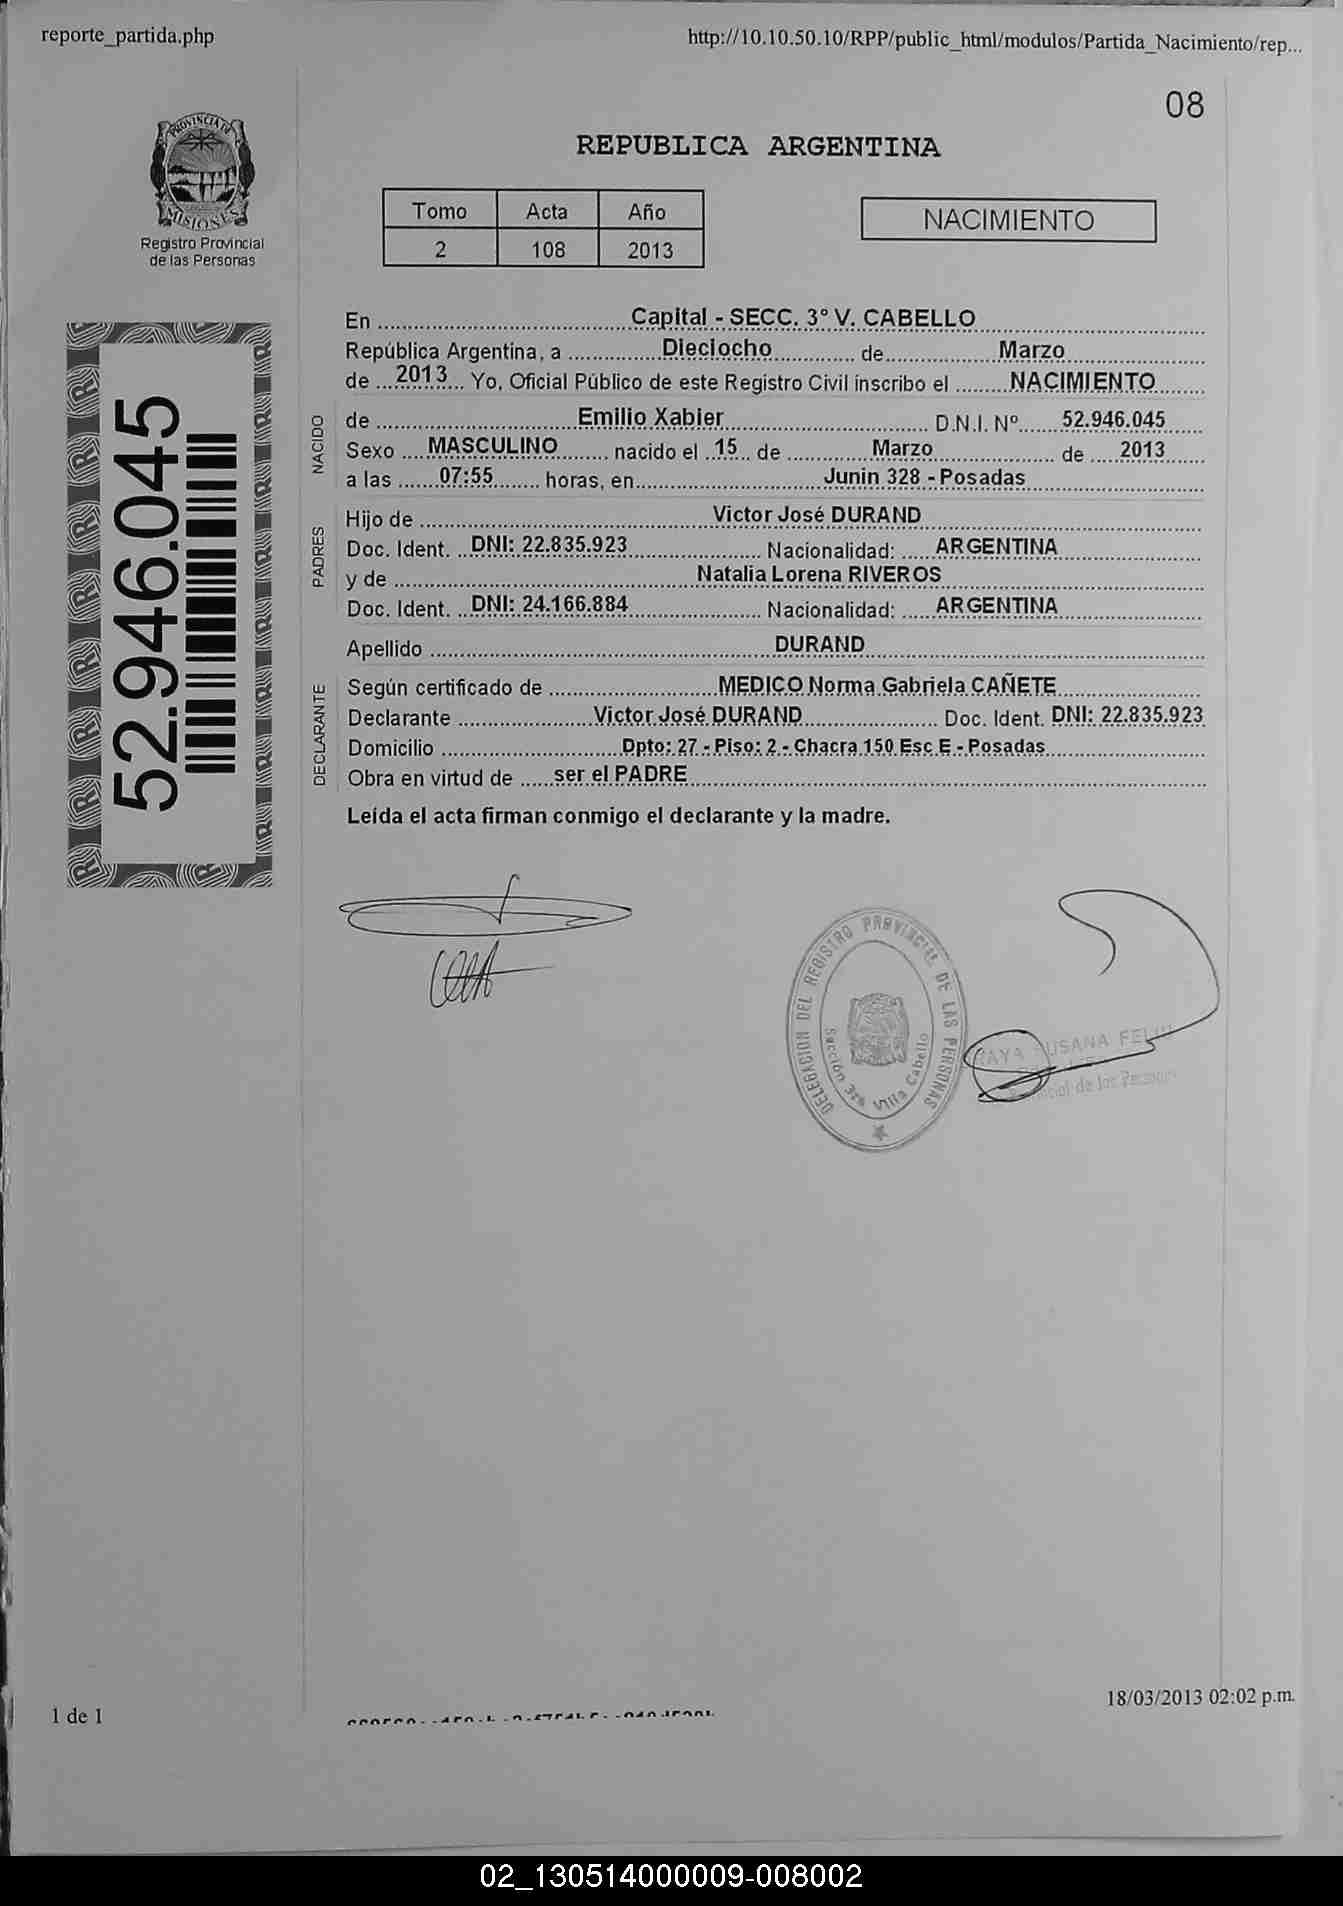 reporte_partida.php
http://10.10.50.10/RPP/public_html/modulos/Partida_Nacimiento/rep...
08
PROVINCIA DE
MISIONES
Registro Provincial
de las Personas
REPUBLICA ARGENTINA
Tomo Acta Año
2 108 2013
NACIMIENTO
52.946.045
En Capital - SECC. 3º V. CABELLO
República Argentina, a Dieciocho de Marzo
de 2013 Yo, Oficial Público de este Registro Civil inscribo el NACIMIENTO
NACIDO
de Emilio Xabier D.N.I. Nº 52.946.045
Sexo MASCULINO nacido el 15 de Marzo de 2013
a las 07:55 horas, en Junin 328 - Posadas
PADRES
Hijo de Victor José DURAND
Doc. Ident. DNI: 22.835.923 Nacionalidad: ARGENTINA
y de Natalia Lorena RIVEROS
Doc. Ident. DNI: 24.166.884 Nacionalidad: ARGENTINA
Apellido DURAND
DECLARANTE
Según certificado de MEDICO Norma Gabriela CAÑETE
Declarante Victor José DURAND Doc. Ident. DNI: 22.835.923
Domicilio Dpto: 27 - Piso: 2 - Chacra 150 Esc E - Posadas
Obra en virtud de ser el PADRE
Leída el acta firman conmigo el declarante y la madre.
DELEGACION DEL REGISTRO PROVINCIAL DE LAS PERSONAS
Sección 3ra Villa Cabello
SUSANA
de las
1 de 1
18/03/2013 02:02 p.m.
02_130514000009-008002